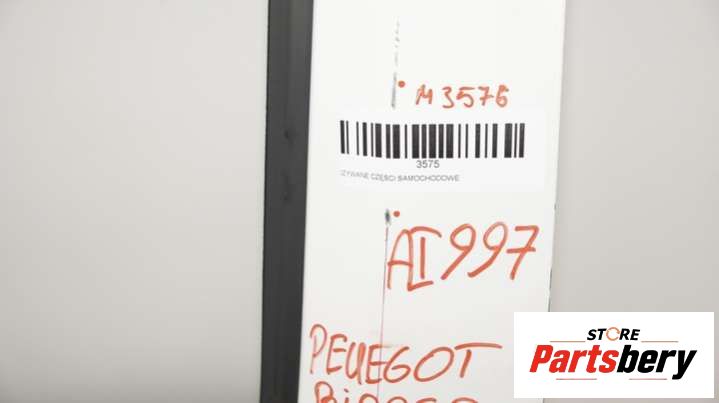 M3576
3575
UŻYWANE CZĘŚCI SAMOCHODOWE
AI997
PEUEGOT
STORE
Partsbery